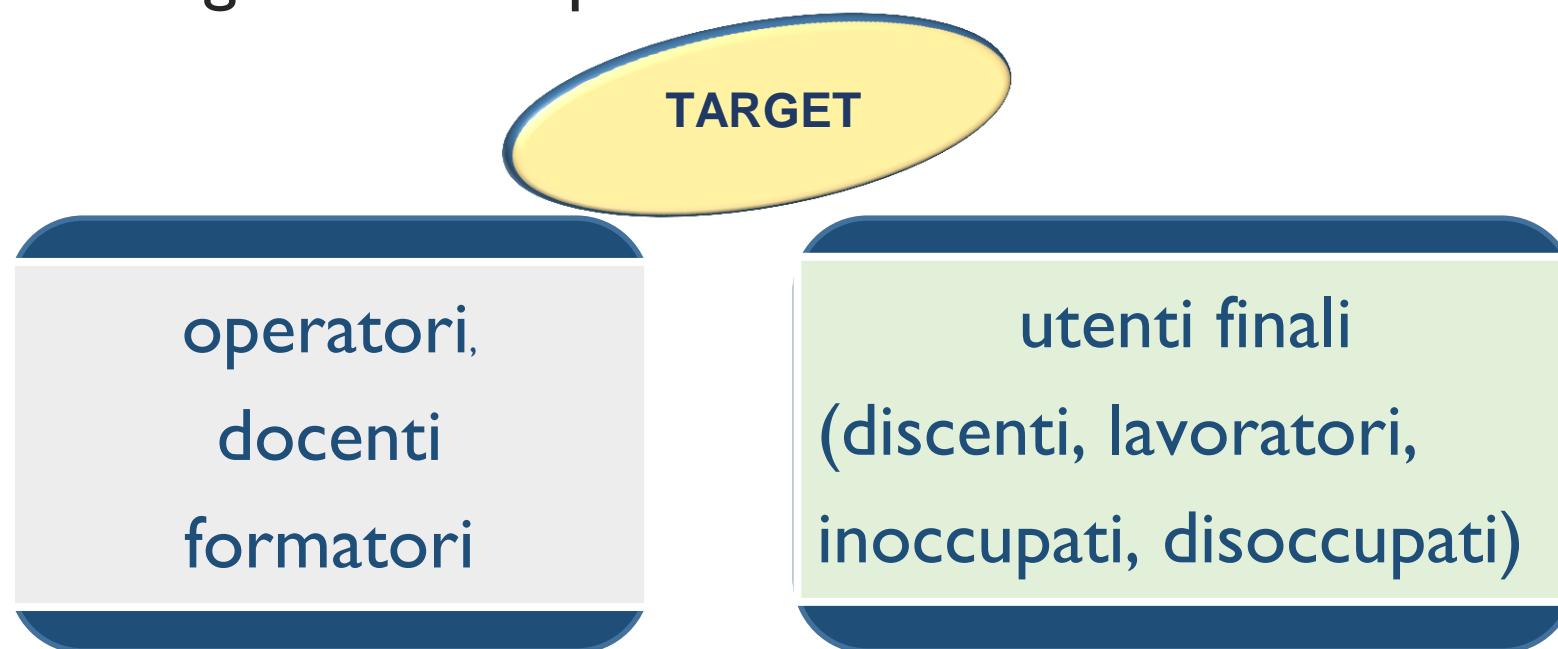 TARGET
operatori,
docenti
formatori
utenti finali
(discenti, lavoratori,
inoccupati, disoccupati)